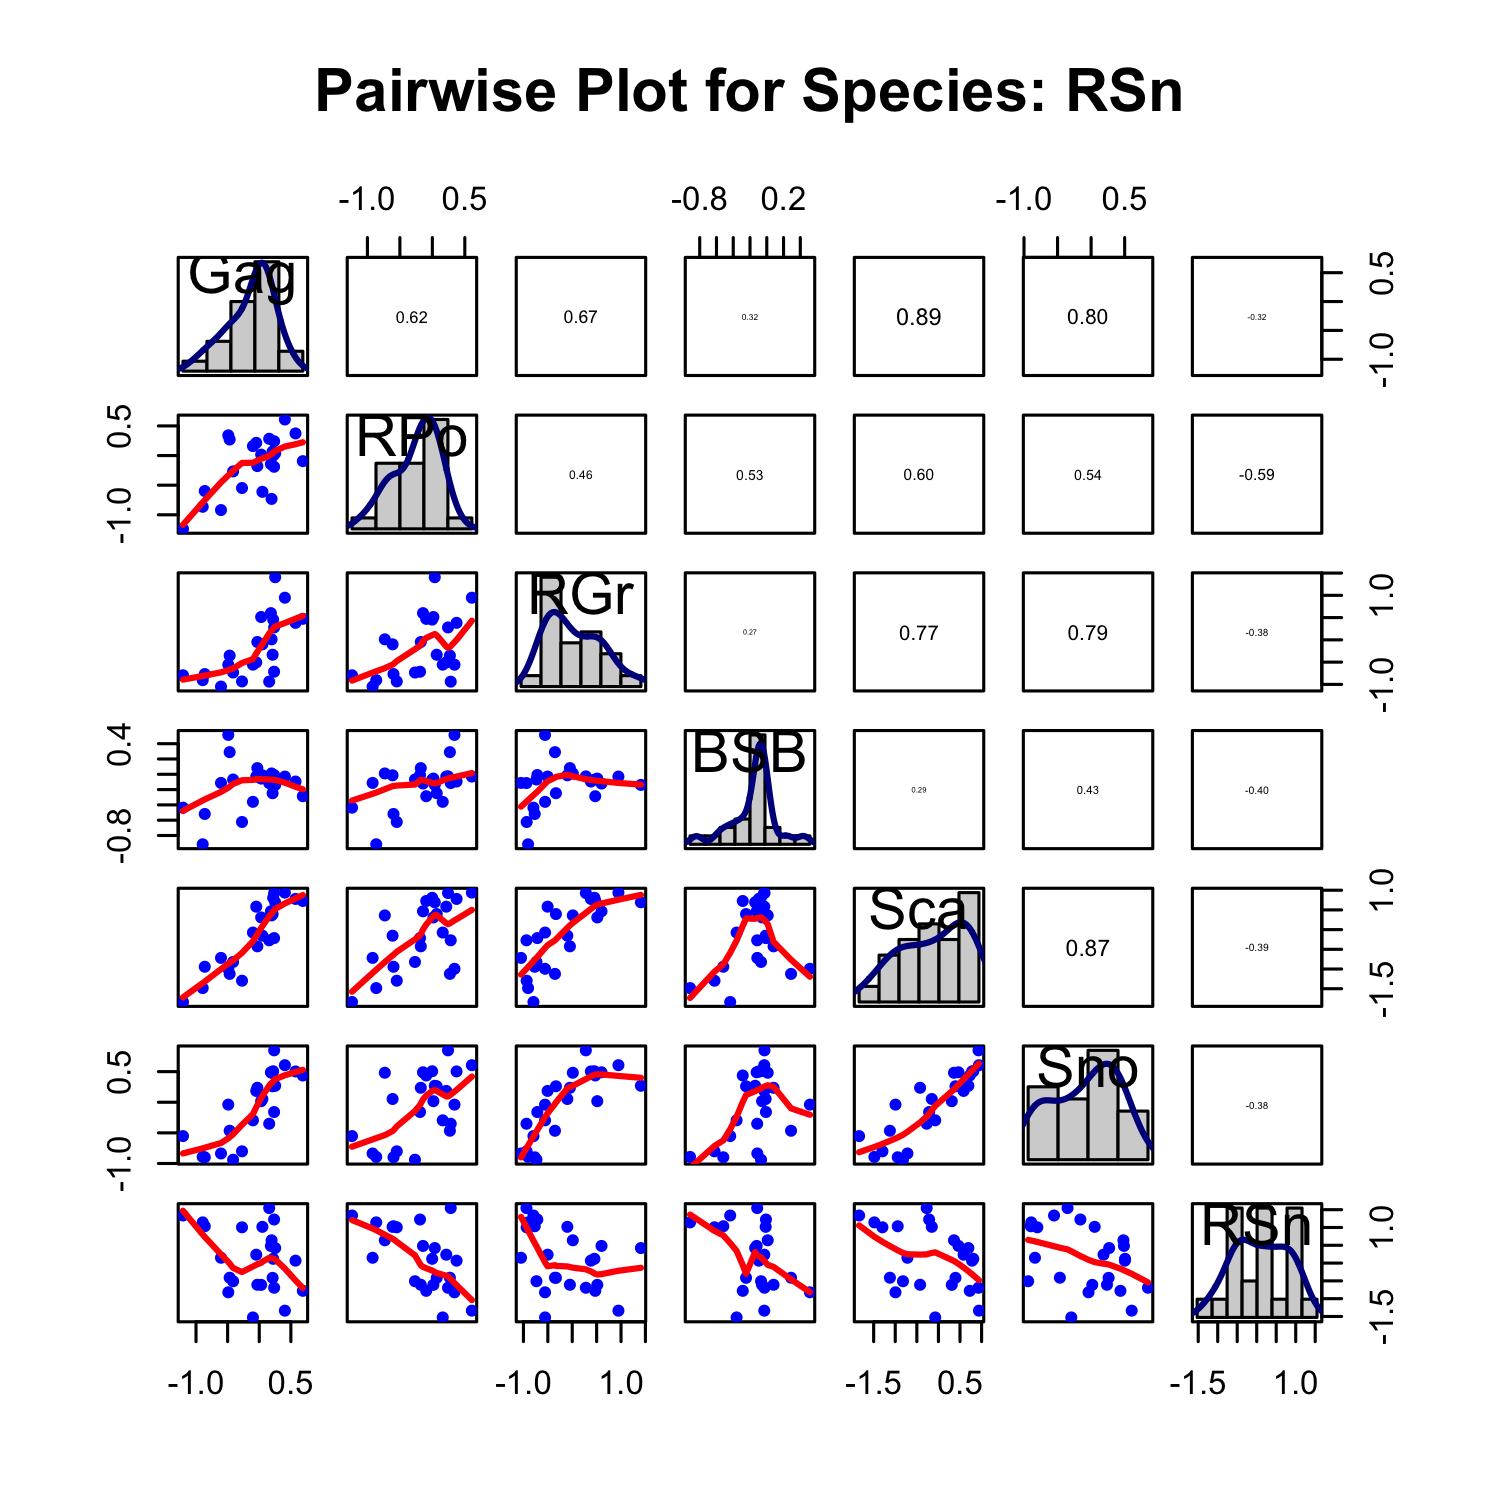 Pairwise Plot for Species: RSn
-1.0 0.5 -0.8 0.2 -1.0 0.5
Gag 0.62 0.67 0.32 0.89 0.80 -0.32 -1.0 0.5
-1.0 0.5 RPo 0.46 0.53 0.60 0.54 -0.59
RGr 0.27 0.77 0.79 -0.38 -1.0 1.0
-0.8 0.4 BSB 0.29 0.43 -0.40
Sca 0.87 -0.39 -1.5 1.0
-1.0 0.5 Sno -0.38
RSn -1.5 1.0
-1.0 0.5 -1.0 1.0 -1.5 0.5 -1.5 1.0